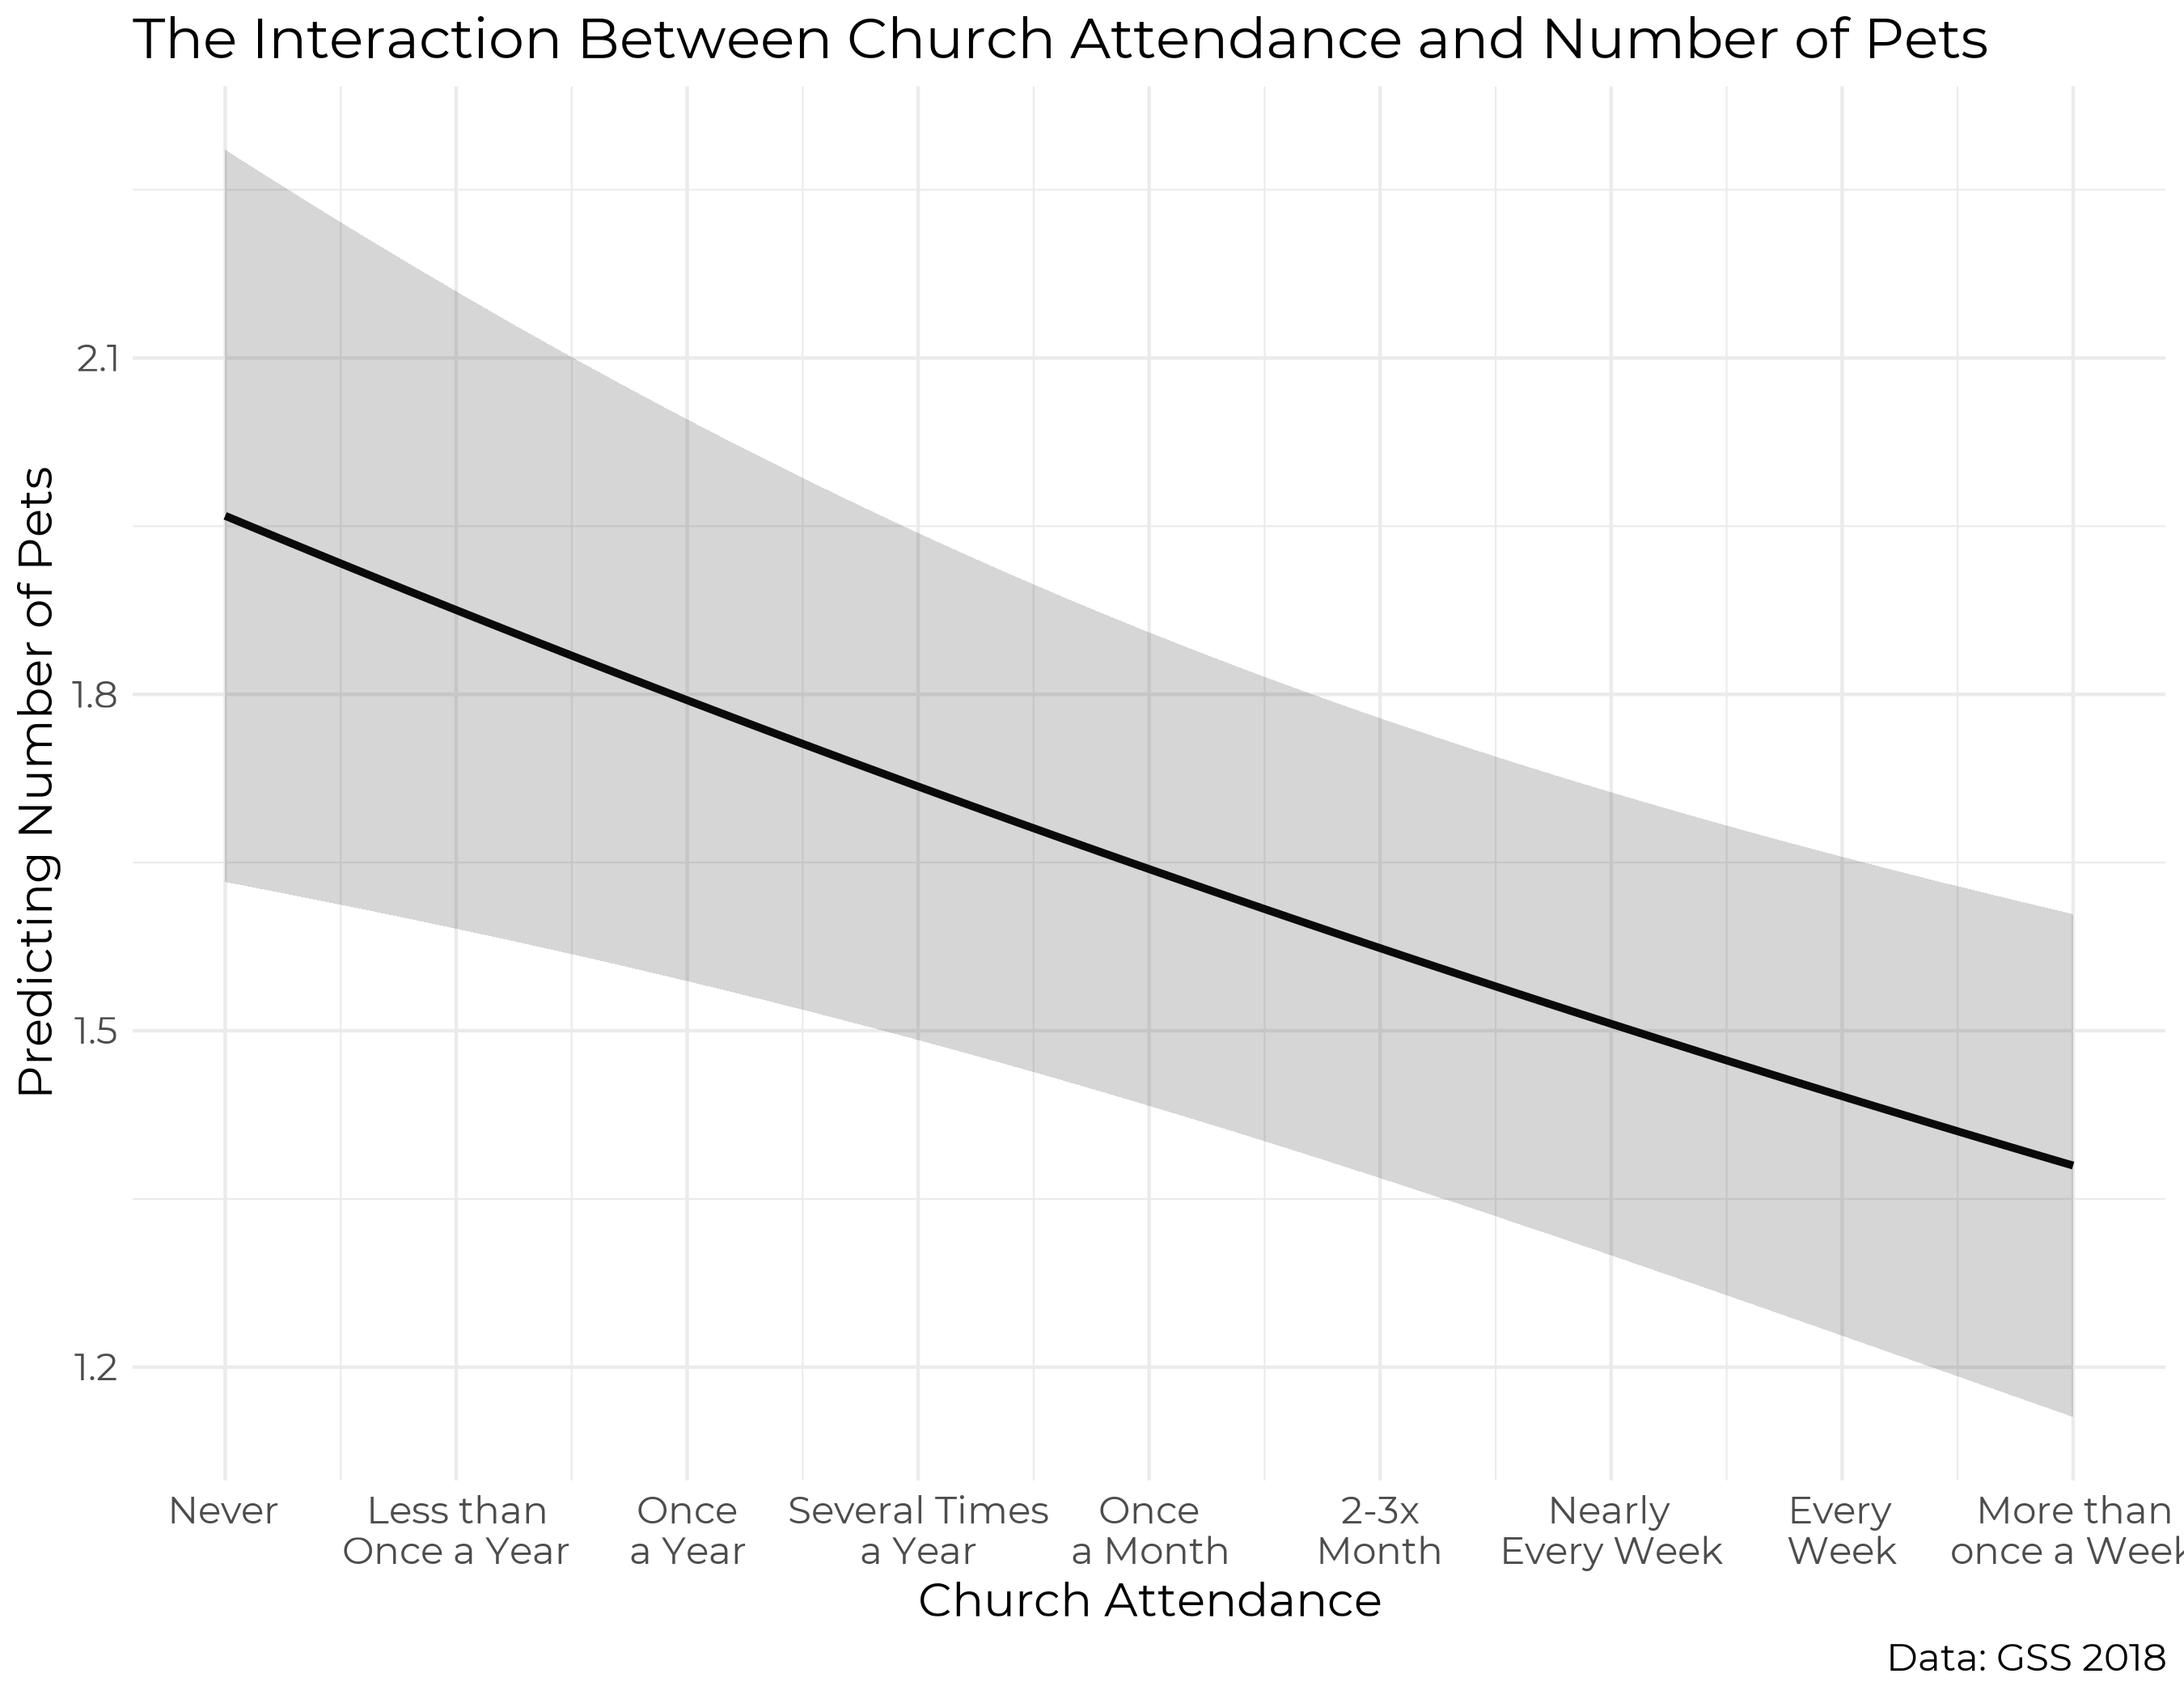 The Interaction Between Church Attendance and Number of Pets
Predicting Number of Pets
2.1
1.8
1.5
1.2
Never
Less than
Once a Year
Once
a Year
Several Times
a Year
Once
a Month
2-3x
Month
Nearly
Every Week
Every
Week
More than
once a Week
Church Attendance
Data: GSS 2018